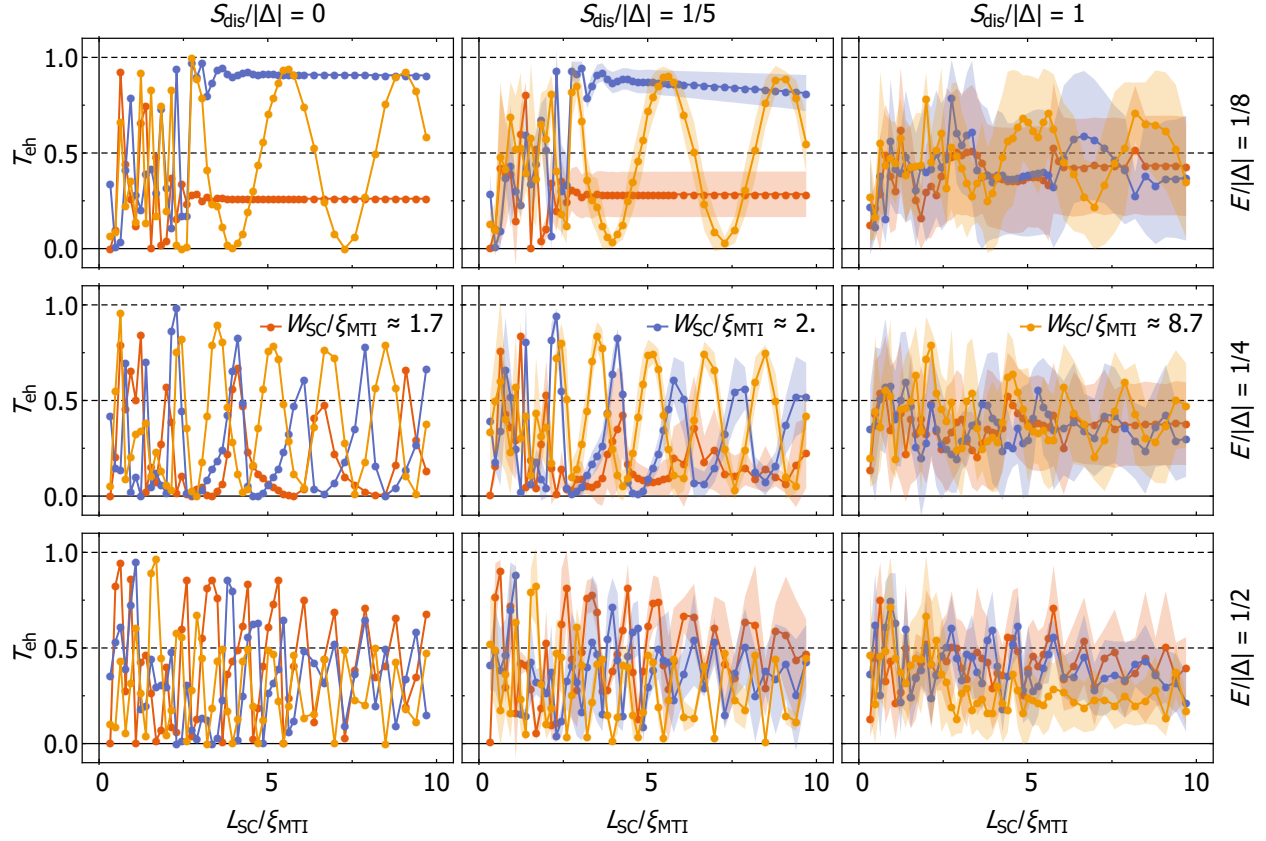 S_dis/|Δ| = 0
S_dis/|Δ| = 1/5
S_dis/|Δ| = 1
1.0
T_eh
0.5
0.0
E/|Δ| = 1/8
1.0
T_eh
0.5
0.0
W_SC/ξ_MTI ≈ 1.7
W_SC/ξ_MTI ≈ 2.
W_SC/ξ_MTI ≈ 8.7
E/|Δ| = 1/4
1.0
T_eh
0.5
0.0
E/|Δ| = 1/2
0 5 10
0 5 10
0 5 10
L_SC/ξ_MTI
L_SC/ξ_MTI
L_SC/ξ_MTI